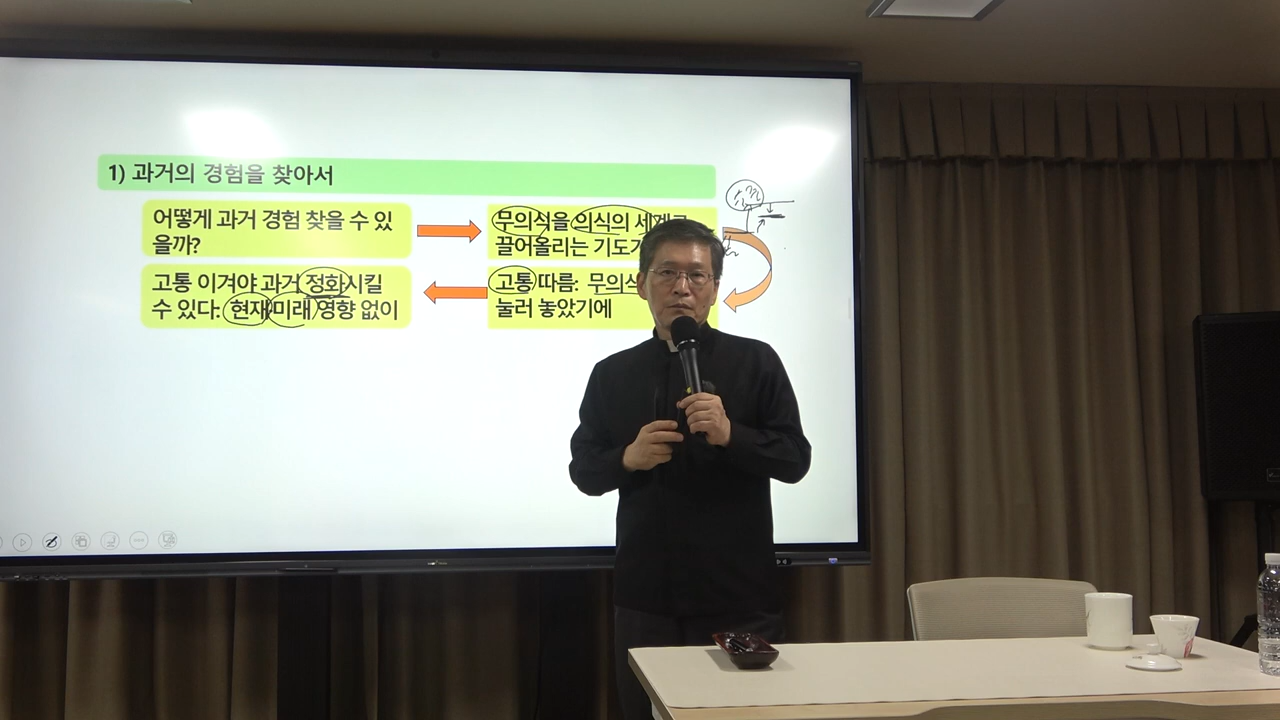 1) 과거의 경험을 찾아서
어떻게 과거 경험 찾을 수 있
을까?
무의식을 의식의 세계로
끌어올리는 기도가
고통 이겨야 과거 정화시킬
수 있다: 현재/미래 영향 없이
고통 따름: 무의식
눌러 놓았기에